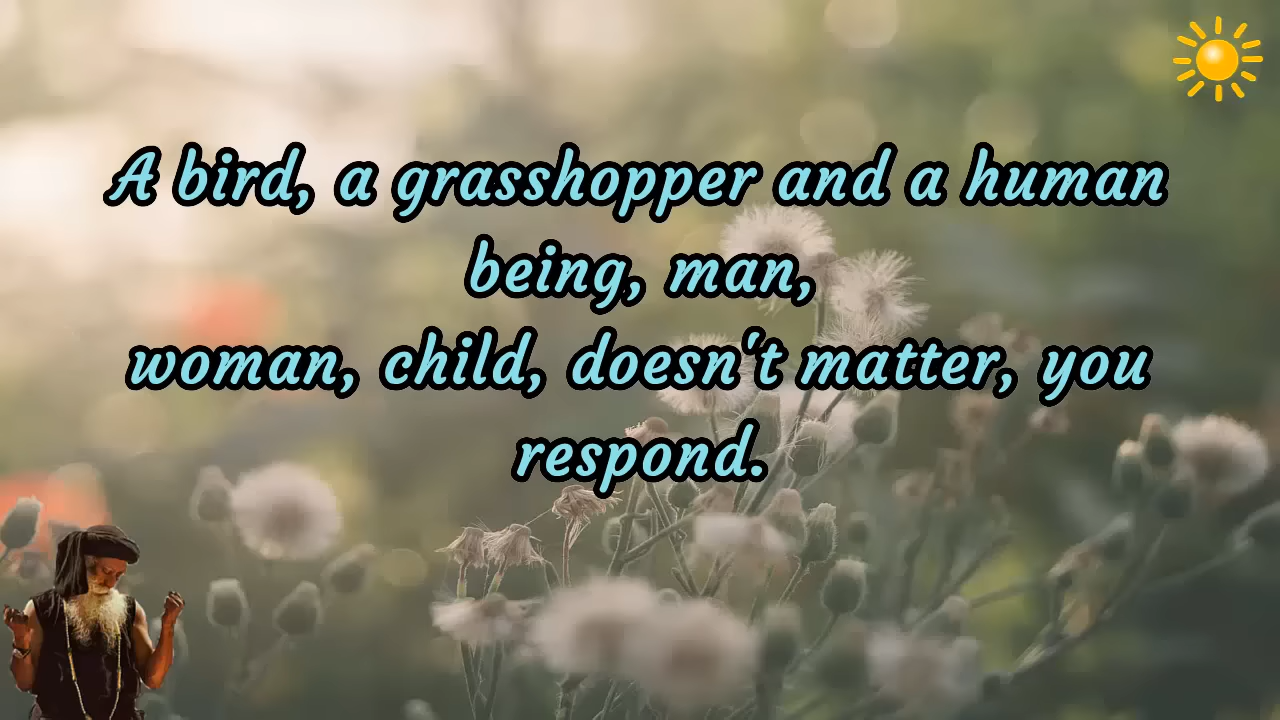 A bird, a grasshopper and a human
being, man,
woman, child, doesn't matter, you
respond.